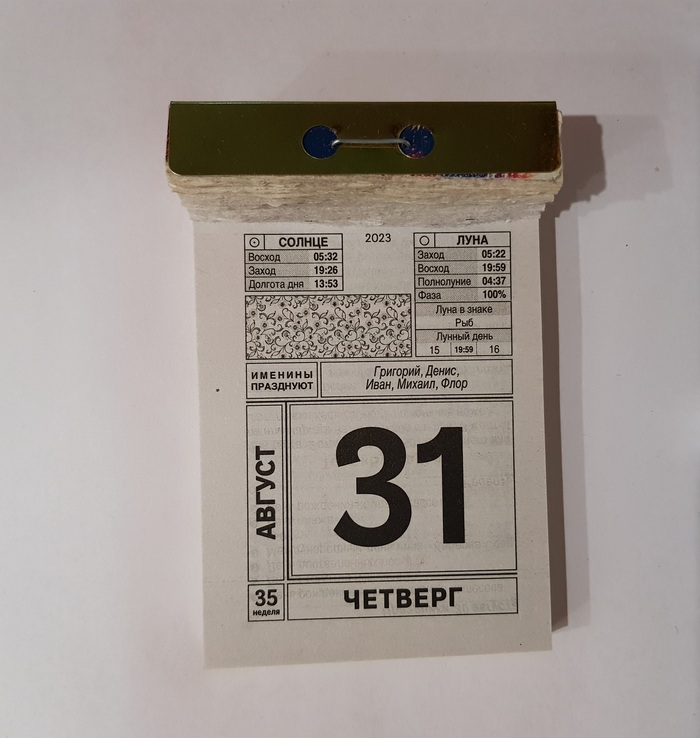 СОЛНЦЕ
Восход 05:32
Заход 19:26
Долгота дня 13:53
2023
ЛУНА
Заход 05:22
Восход 19:59
Полнолуние 04:37
Фаза 100%
Луна в знаке
Рыб
Лунный день
15 19:59 16
ИМЕНИНЫ
ПРАЗДНУЮТ
Григорий, Денис,
Иван, Михаил, Флор
АВГУСТ
31
35
неделя
ЧЕТВЕРГ